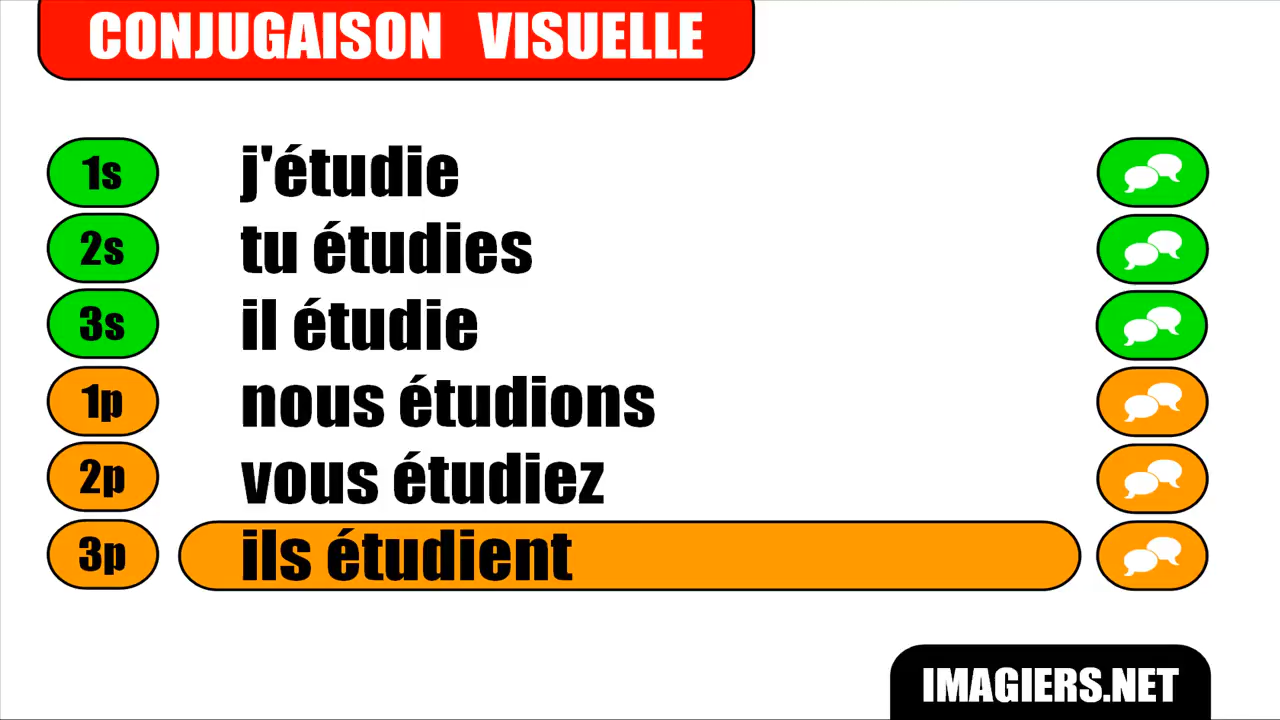 CONJUGAISON VISUELLE
1s j'étudie
2s tu étudies
3s il étudie
1p nous étudions
2p vous étudiez
3p ils étudient
IMAGIERS.NET